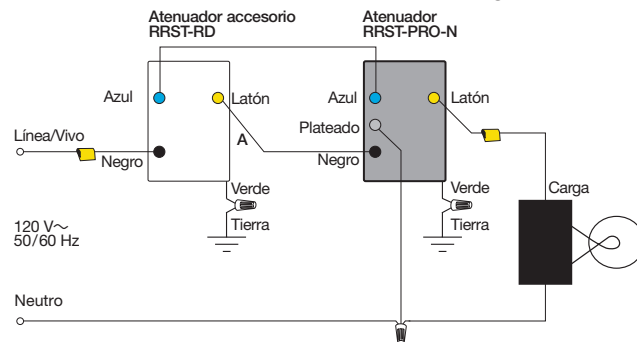 Atenuador accesorio
RRST-RD
Atenuador
RRST-PRO-N
Azul
Latón
Azul
Latón
Plateado
Línea/Vivo
A
Negro
Negro
Verde
Verde
Carga
Tierra
Tierra
120 V~
50/60 Hz
Neutro